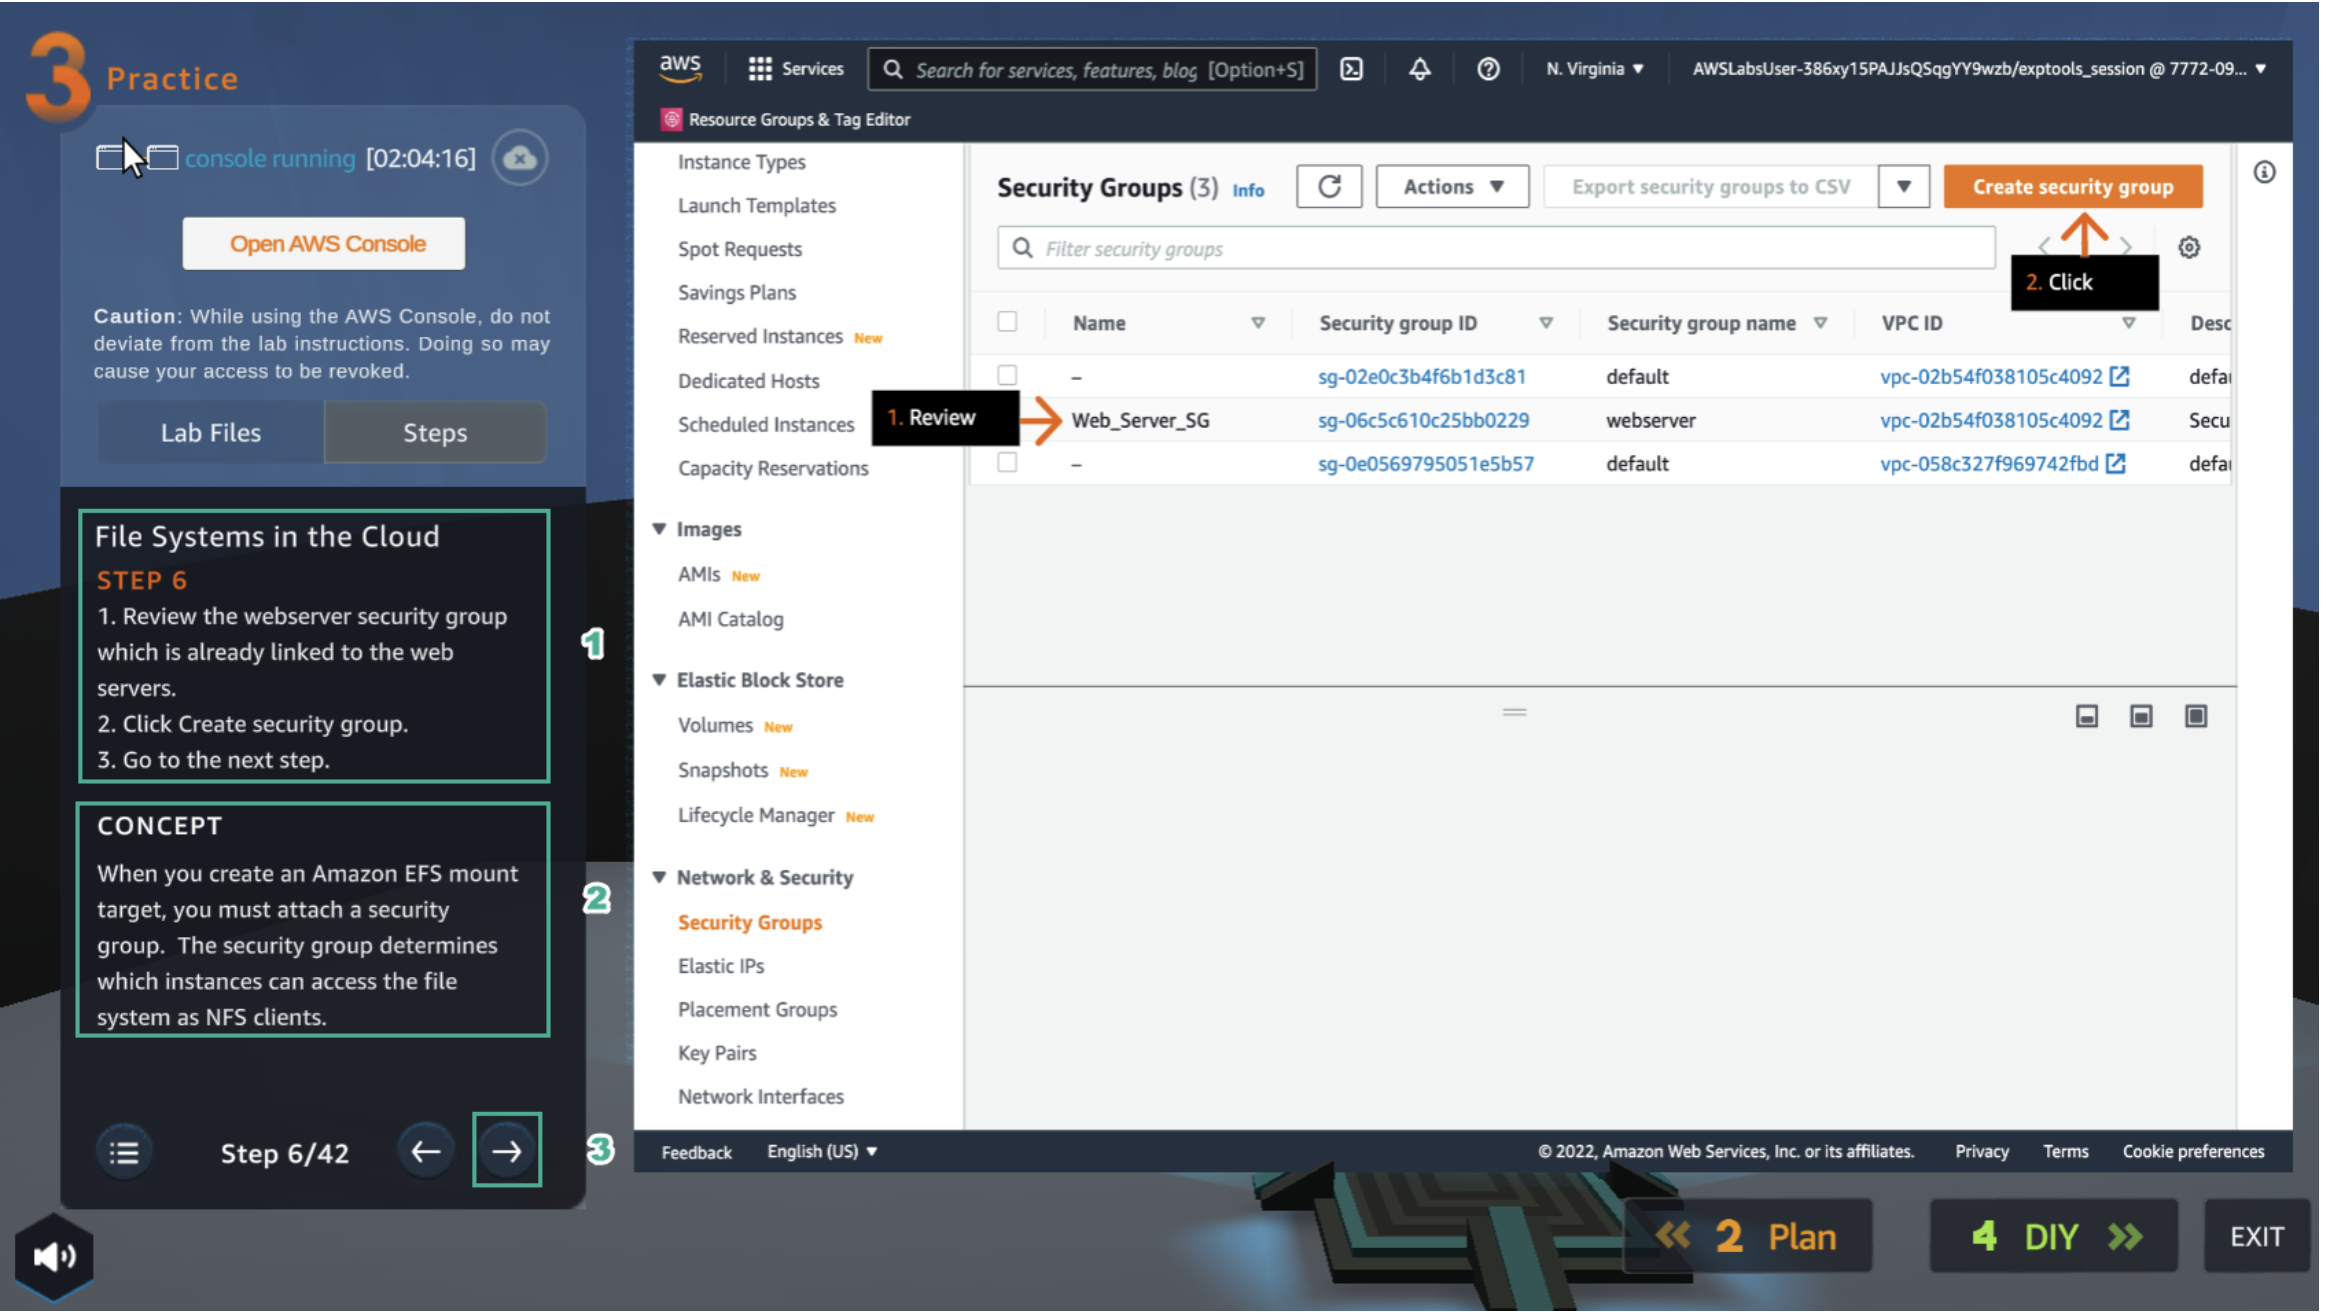 3 Practice
console running [02:04:16]
Open AWS Console
Caution: While using the AWS Console, do not
deviate from the lab instructions. Doing so may
cause your access to be revoked.
Lab Files
Steps
File Systems in the Cloud
STEP 6
1. Review the webserver security group
which is already linked to the web
servers.
2. Click Create security group.
3. Go to the next step.
1
CONCEPT
When you create an Amazon EFS mount
target, you must attach a security
group. The security group determines
which instances can access the file
system as NFS clients.
2
Step 6/42
3
aws
Services
Search for services, features, blog [Option+S]
N. Virginia
AWSLabsUser-386xy15PAJJsQSqgYY9wzb/exptools_session @ 7772-09...
Resource Groups & Tag Editor
Instance Types
Launch Templates
Spot Requests
Savings Plans
Reserved Instances New
Dedicated Hosts
Scheduled Instances
Capacity Reservations
Images
AMIs New
AMI Catalog
Elastic Block Store
Volumes New
Snapshots New
Lifecycle Manager New
Network & Security
Security Groups
Elastic IPs
Placement Groups
Key Pairs
Network Interfaces
Security Groups (3) Info
Actions
Export security groups to CSV
Create security group
Filter security groups
2. Click
Name Security group ID Security group name VPC ID Desc
– sg-02e0c3b4f6b1d3c81 default vpc-02b54f038105c4092 defau
1. Review
Web_Server_SG sg-06c5c610c25bb0229 webserver vpc-02b54f038105c4092 Secu
– sg-0e0569795051e5b57 default vpc-058c327f969742fbd defau
Feedback English (US) © 2022, Amazon Web Services, Inc. or its affiliates. Privacy Terms Cookie preferences
2 Plan
4 DIY
EXIT